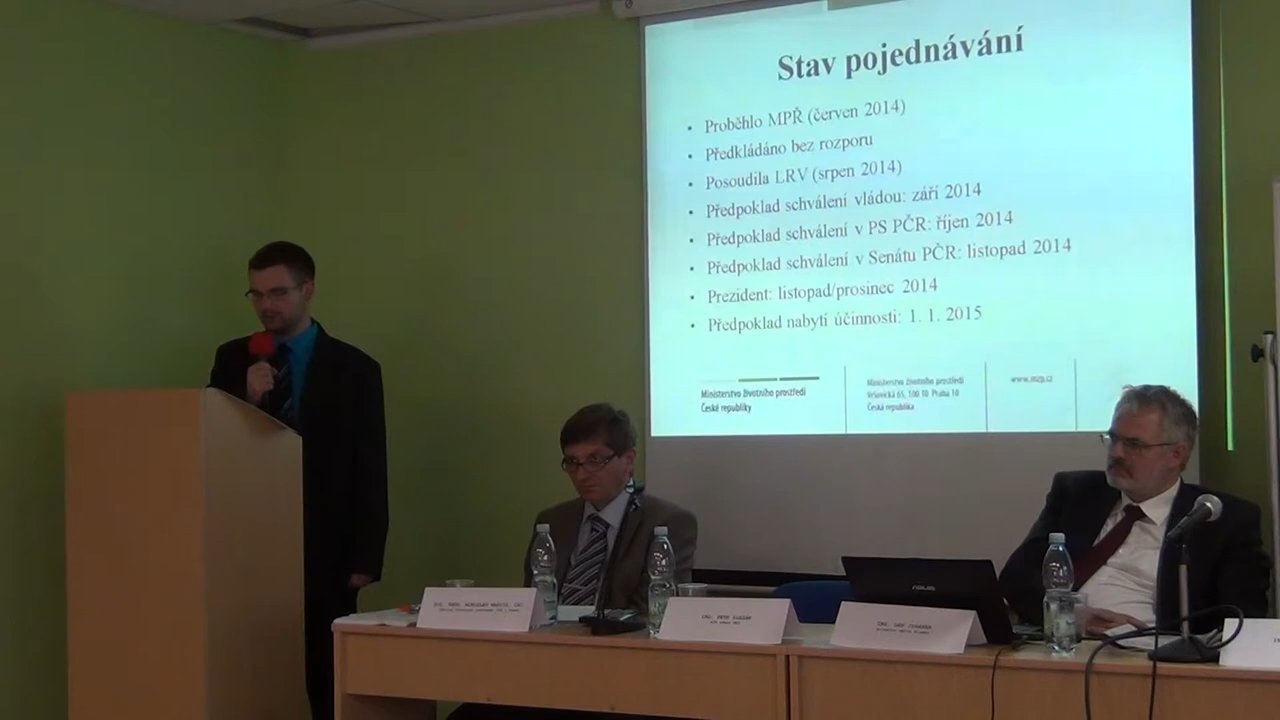 Stav pojednávání
• Proběhlo MPŘ (červen 2014)
• Předkládáno bez rozporu
• Posoudila LRV (srpen 2014)
• Předpoklad schválení vládou: září 2014
• Předpoklad schválení v PS PČR: říjen 2014
• Předpoklad schválení v Senátu PČR: listopad 2014
• Prezident: listopad/prosinec 2014
• Předpoklad nabytí účinnosti: 1. 1. 2015
Ministerstvo životního prostředí
České republiky
Ministerstvo životního prostředí
Vršovická 65, 100 10 Praha 10
Česká republika
www.mzp.cz
ASUS
ING. PETR